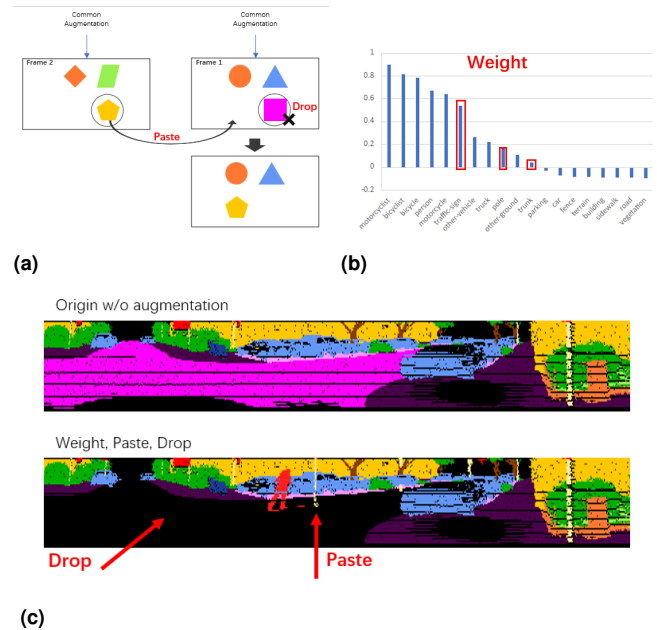 Common
Augmentation
Common
Augmentation
Frame 2
Frame 1
Drop
Paste
(a)
Weight
1
0.8
0.6
0.4
0.2
0
-0.2
motorcyclist
bicyclist
bicycle
person
motorcycle
traffic-sign
other-vehicle
truck
pole
other-ground
trunk
parking
car
fence
terrain
building
sidewalk
road
vegetation
(b)
Origin w/o augmentation
Weight, Paste, Drop
Drop
Paste
(c)